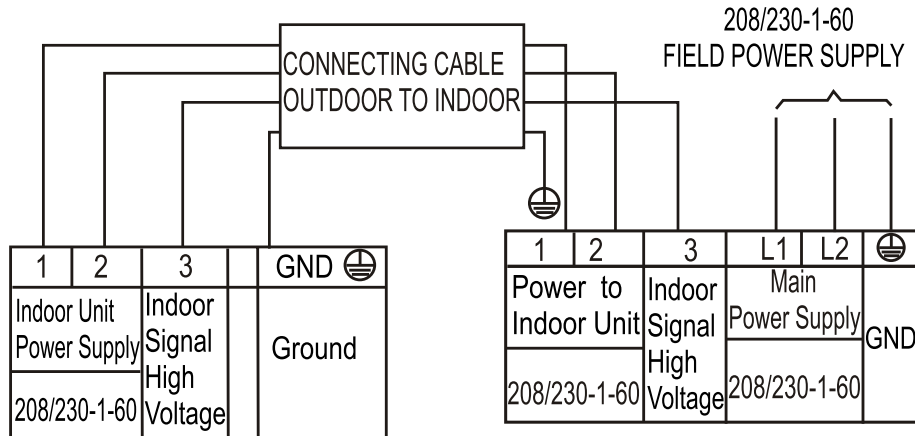 208/230-1-60
FIELD POWER SUPPLY
CONNECTING CABLE
OUTDOOR TO INDOOR
1 2 3 GND
Indoor Unit
Power Supply
208/230-1-60
Indoor
Signal
High
Voltage
Ground
1 2 3 L1 L2
Power to
Indoor Unit
208/230-1-60
Indoor
Signal
High
Voltage
Main
Power Supply
208/230-1-60
GND